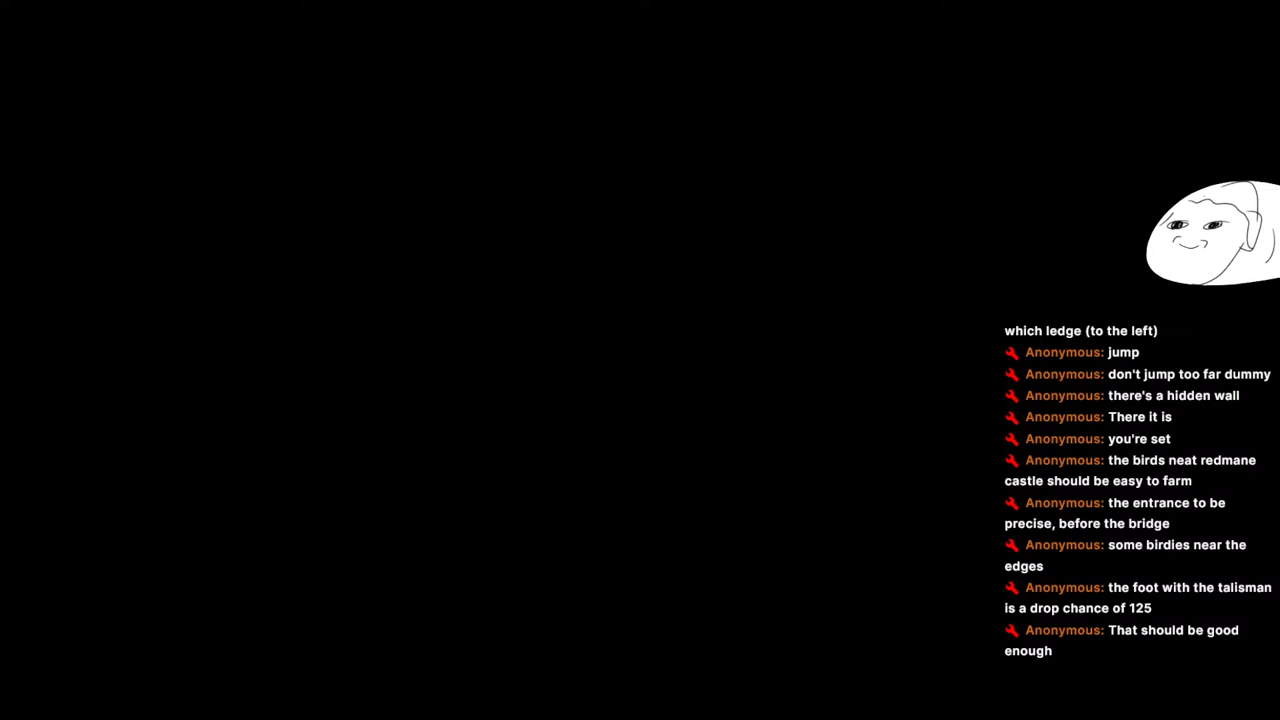 which ledge (to the left)
Anonymous: jump
Anonymous: don't jump too far dummy
Anonymous: there's a hidden wall
Anonymous: There it is
Anonymous: you're set
Anonymous: the birds neat redmane
castle should be easy to farm
Anonymous: the entrance to be
precise, before the bridge
Anonymous: some birdies near the
edges
Anonymous: the foot with the talisman
is a drop chance of 125
Anonymous: That should be good
enough